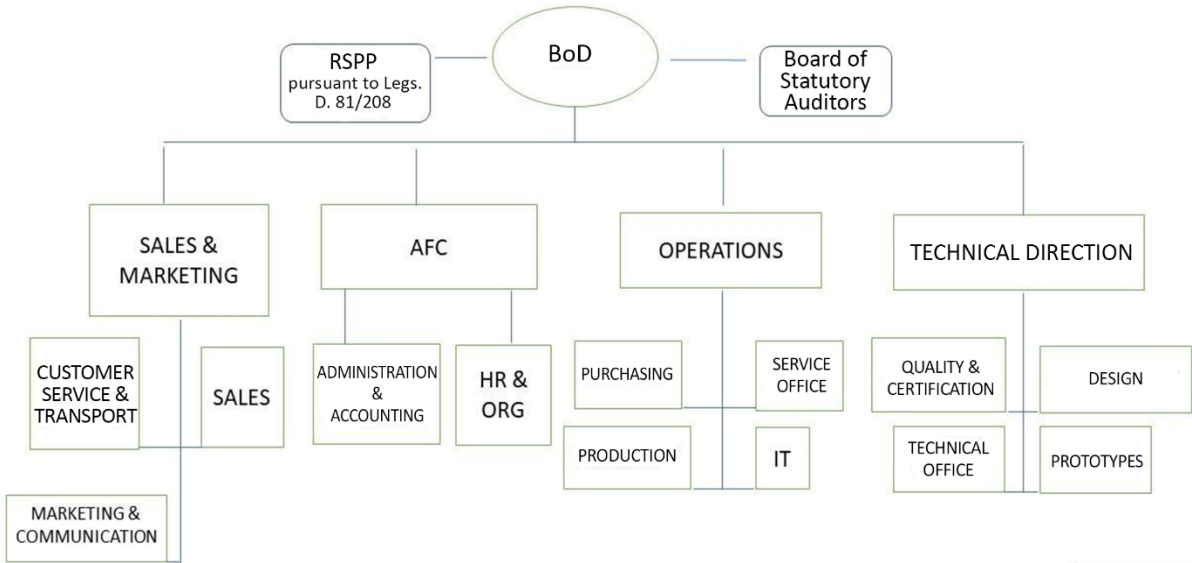 BoD
RSPP
pursuant to Legs.
D. 81/208
Board of
Statutory
Auditors
SALES &
MARKETING
AFC
OPERATIONS
TECHNICAL DIRECTION
CUSTOMER
SERVICE &
TRANSPORT
SALES
ADMINISTRATION
&
ACCOUNTING
HR &
ORG
PURCHASING
SERVICE
OFFICE
QUALITY &
CERTIFICATION
DESIGN
PRODUCTION
IT
TECHNICAL
OFFICE
PROTOTYPES
MARKETING &
COMMUNICATION